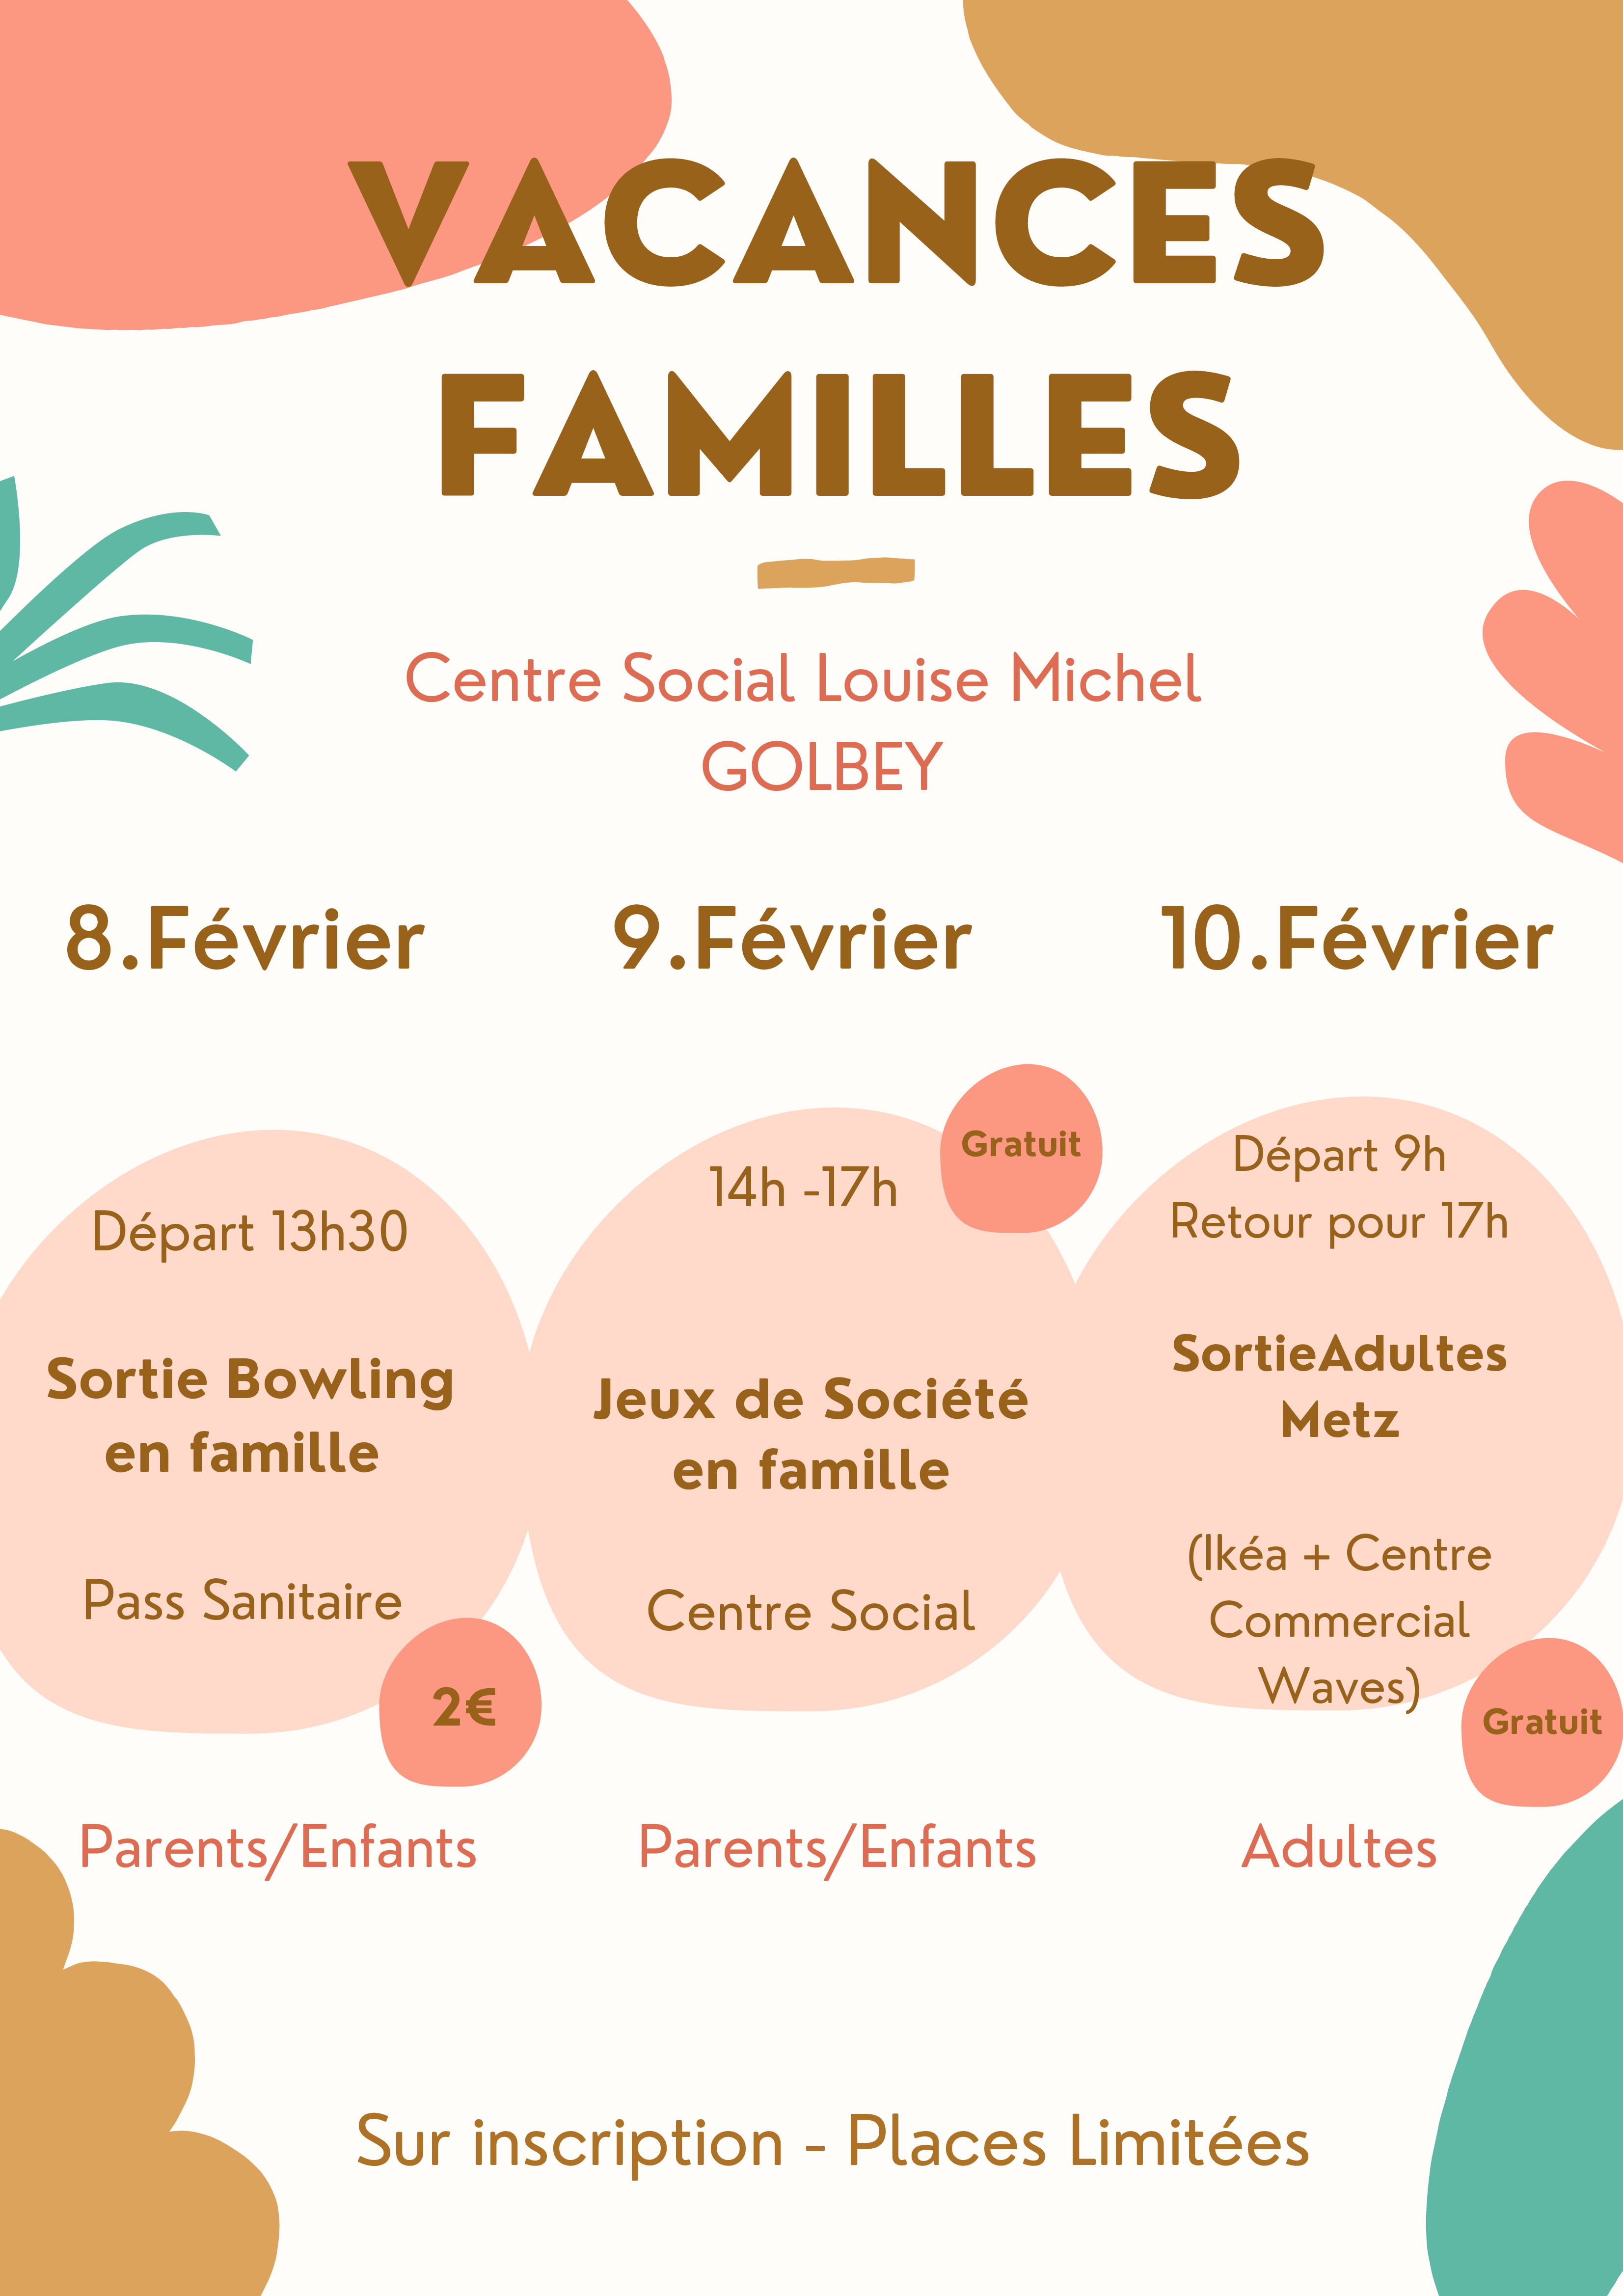 VACANCES
FAMILLES
Centre Social Louise Michel
GOLBEY
8.Février
9.Février
10.Février
Départ 13h30
Sortie Bowling
en famille
Pass Sanitaire
2€
Parents/Enfants
14h -17h
Gratuit
Jeux de Société
en famille
Centre Social
Parents/Enfants
Départ 9h
Retour pour 17h
SortieAdultes
Metz
(Ikéa + Centre
Commercial
Waves)
Gratuit
Adultes
Sur inscription - Places Limitées